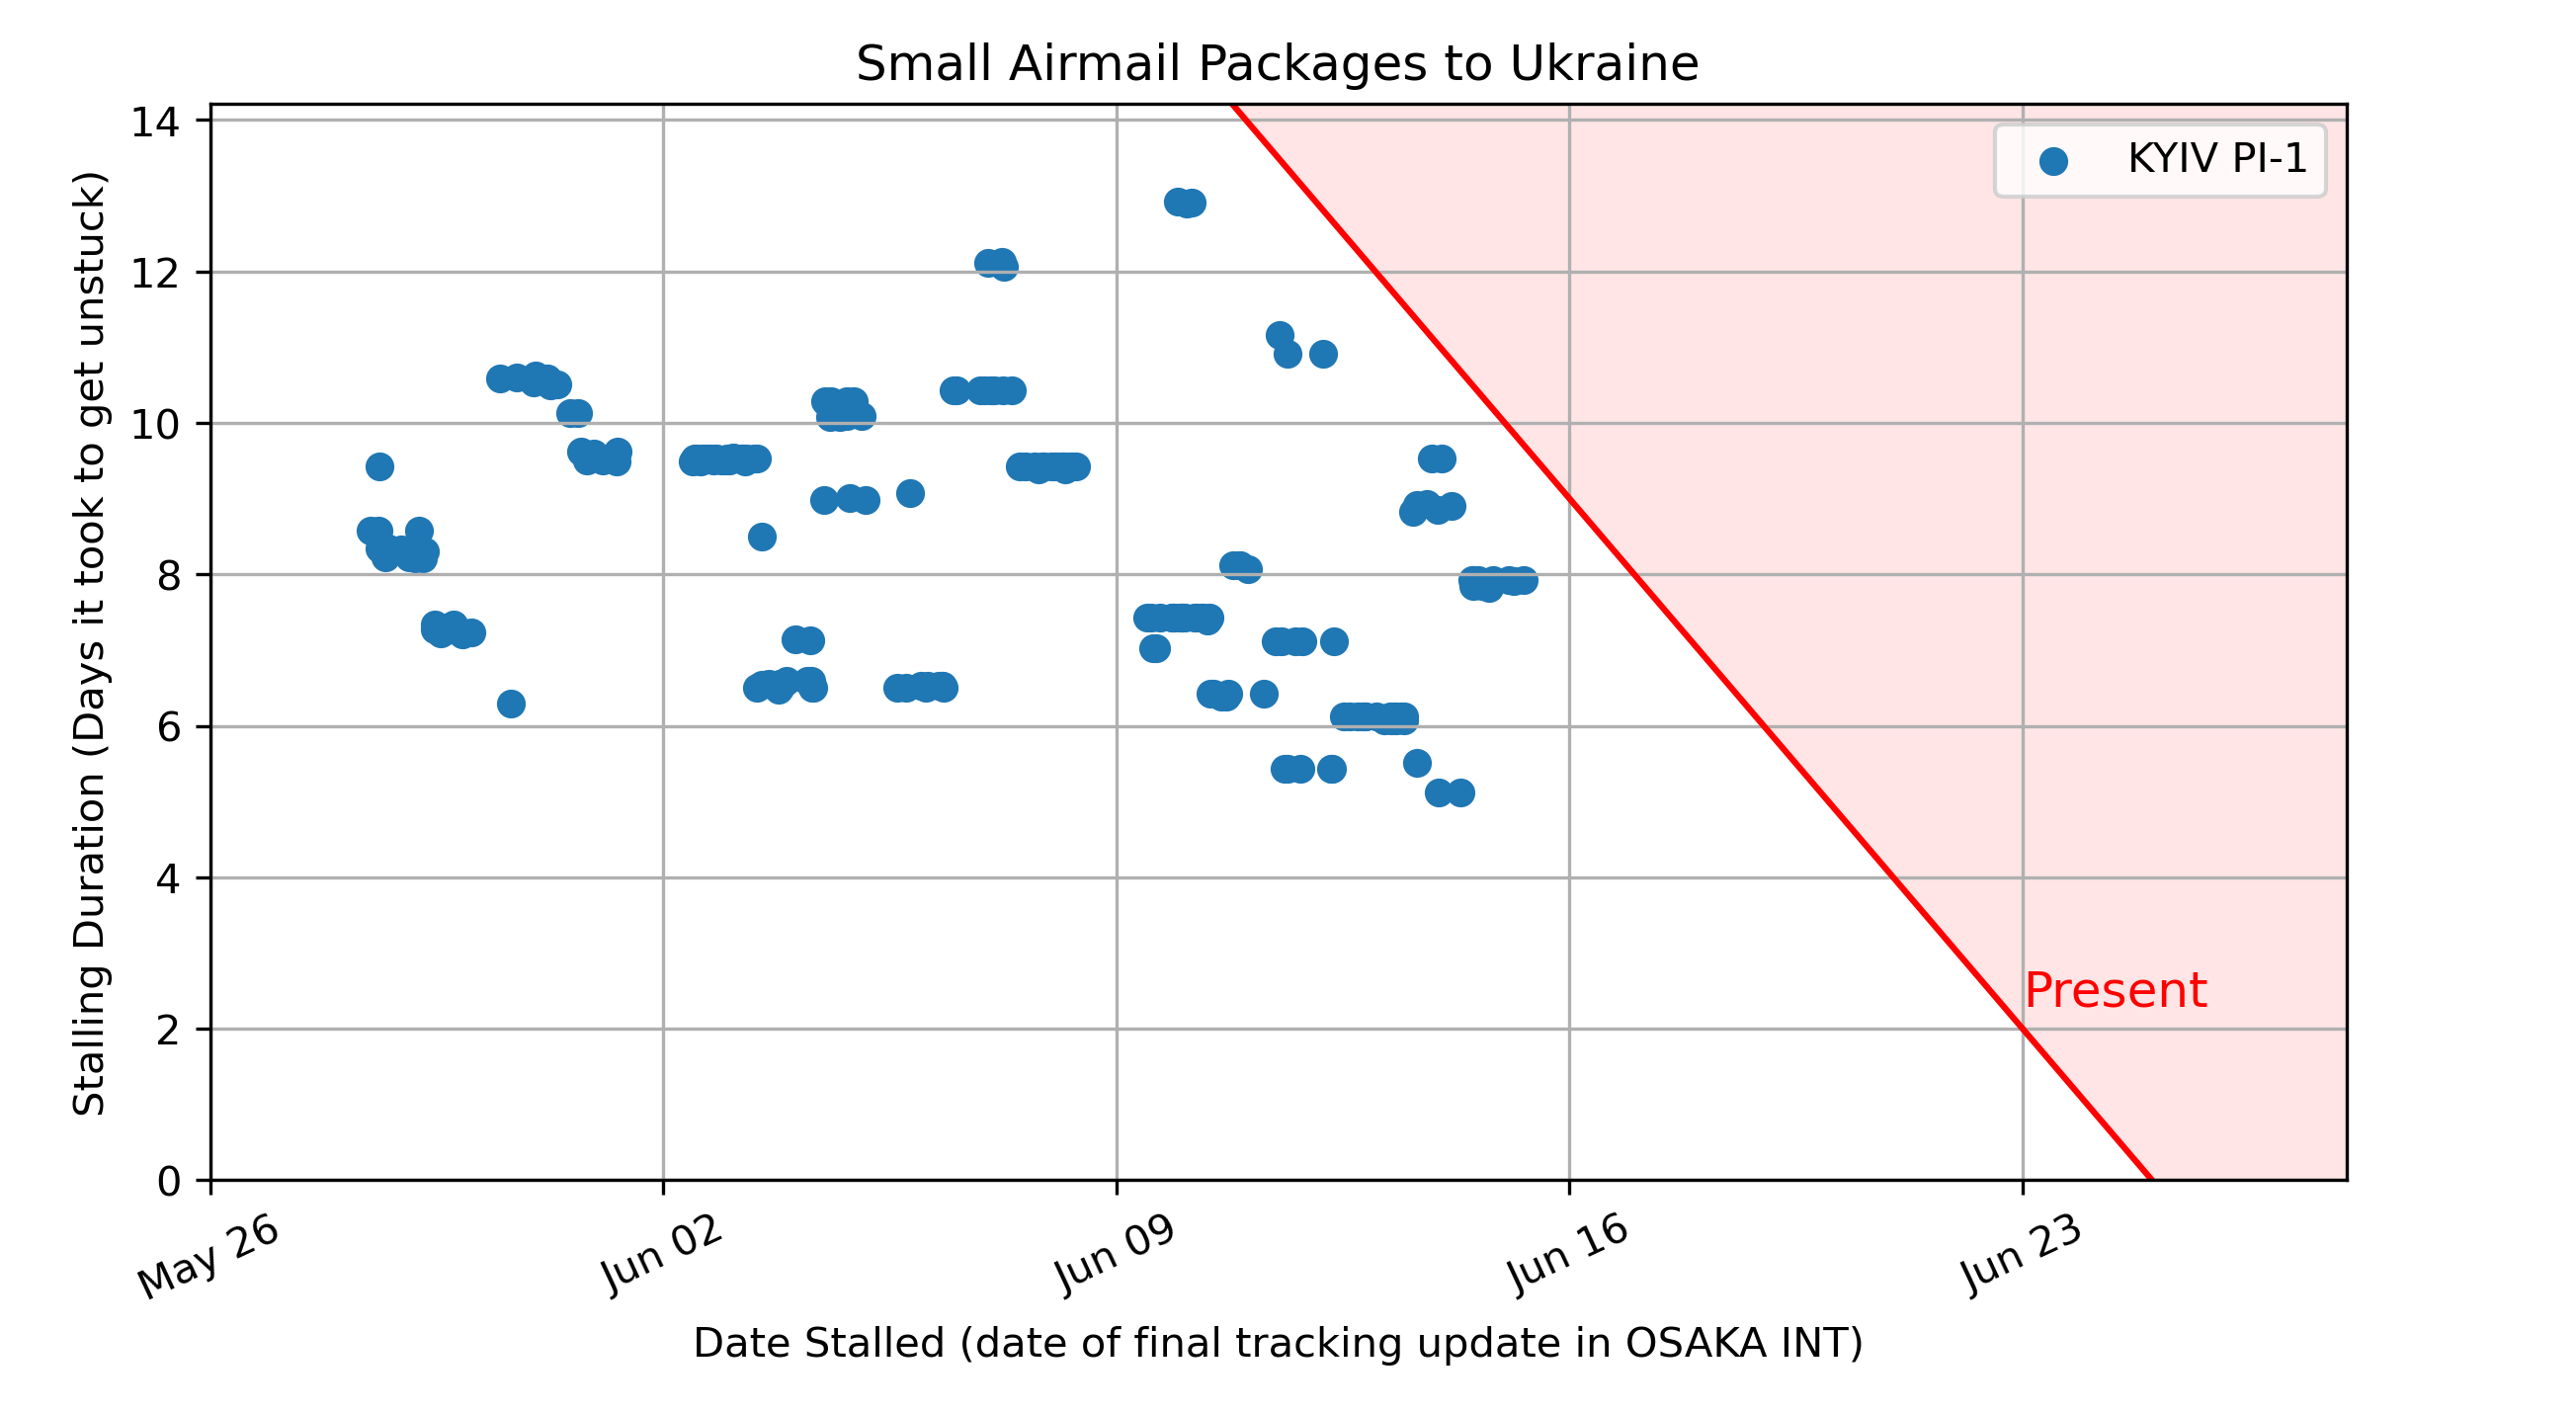 Small Airmail Packages to Ukraine
Stalling Duration (Days it took to get unstuck)
14
12
10
8
6
4
2
0
KYIV PI-1
Present
May 26
Jun 02
Jun 09
Jun 16
Jun 23
Date Stalled (date of final tracking update in OSAKA INT)